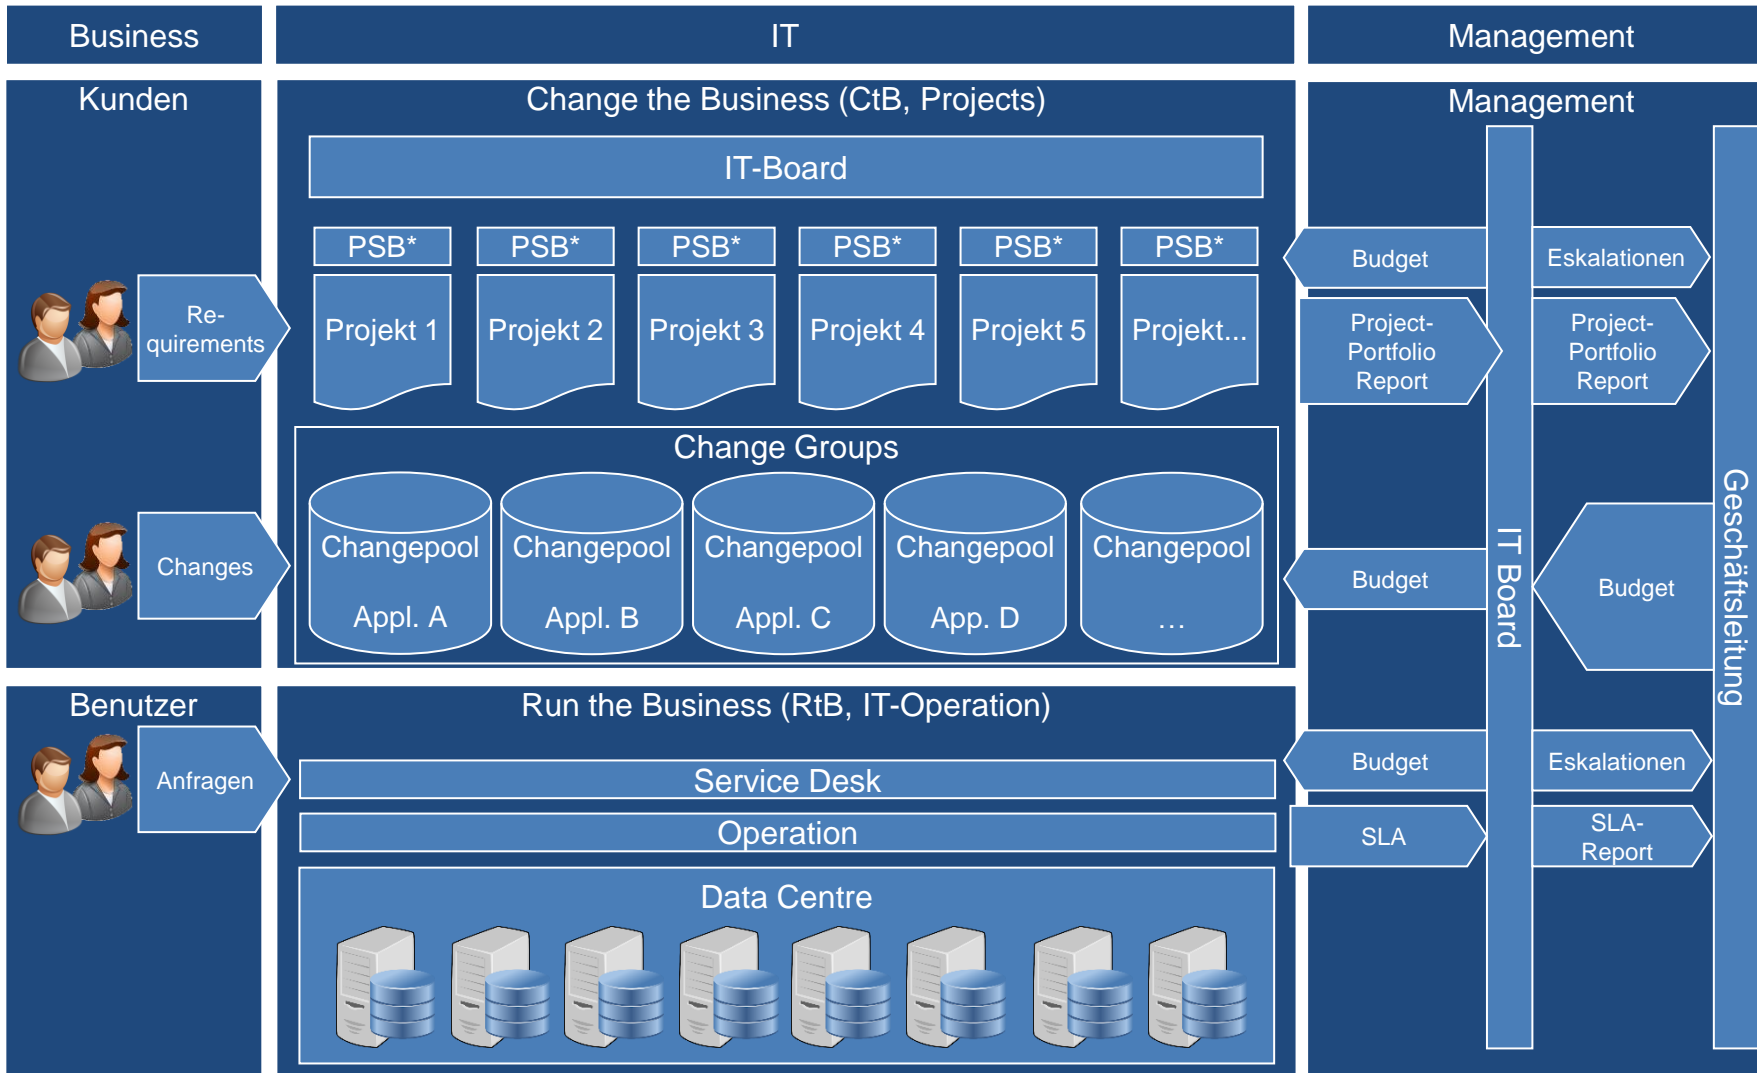 Business
IT
Management
Kunden
Change the Business (CtB, Projects)
Management
IT-Board
PSB*
PSB*
PSB*
PSB*
PSB*
PSB*
Re-
quirements
Projekt 1
Projekt 2
Projekt 3
Projekt 4
Projekt 5
Projekt...
Budget
Eskalationen
Project-
Portfolio
Report
Project-
Portfolio
Report
Change Groups
Changes
Changepool
Appl. A
Changepool
Appl. B
Changepool
Appl. C
Changepool
App. D
Changepool
...
Budget
IT Board
Budget
Geschäftsleitung
Benutzer
Run the Business (RtB, IT-Operation)
Anfragen
Service Desk
Budget
Eskalationen
Operation
SLA
SLA-
Report
Data Centre